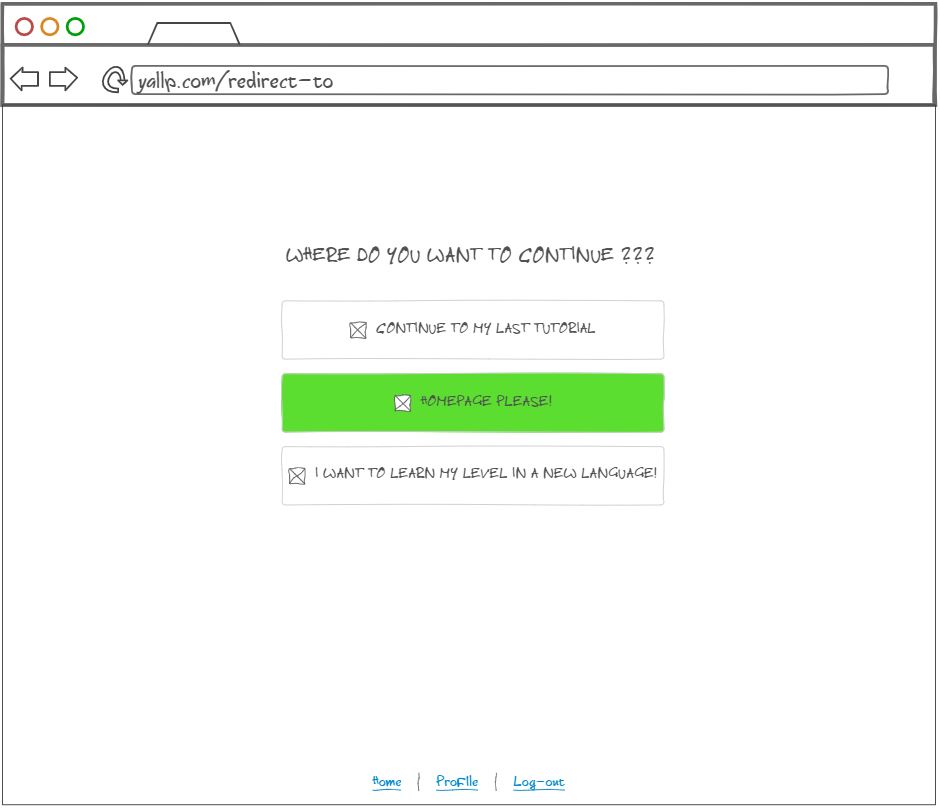 yallp.com/redirect-to
WHERE DO YOU WANT TO CONTINUE ???
CONTINUE TO MY LAST TUTORIAL
HOMEPAGE PLEASE!
I WANT TO LEARN MY LEVEL IN A NEW LANGUAGE!
Home | Profile | Log-out